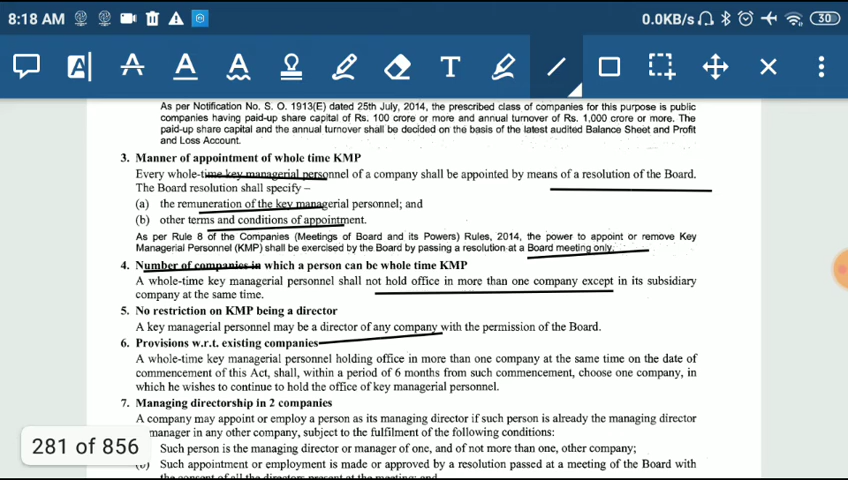 8:18 AM 0.0KB/s 30
A A A A T
As per Notification No. S. O. 1913(E) dated 25th July, 2014, the prescribed class of companies for this purpose is public
companies having paid-up share capital of Rs. 100 crore or more and annual turnover of Rs. 1,000 crore or more. The
paid-up share capital and the annual turnover shall be decided on the basis of the latest audited Balance Sheet and Profit
and Loss Account.
3. Manner of appointment of whole time KMP
Every whole-time key managerial personnel of a company shall be appointed by means of a resolution of the Board.
The Board resolution shall specify –
(a) the remuneration of the key managerial personnel; and
(b) other terms and conditions of appointment.
As per Rule 8 of the Companies (Meetings of Board and its Powers) Rules, 2014, the power to appoint or remove Key
Managerial Personnel (KMP) shall be exercised by the Board by passing a resolution at a Board meeting only.
4. Number of companies in which a person can be whole time KMP
A whole-time key managerial personnel shall not hold office in more than one company except in its subsidiary
company at the same time.
5. No restriction on KMP being a director
A key managerial personnel may be a director of any company with the permission of the Board.
6. Provisions w.r.t. existing companies
A whole-time key managerial personnel holding office in more than one company at the same time on the date of
commencement of this Act, shall, within a period of 6 months from such commencement, choose one company, in
which he wishes to continue to hold the office of key managerial personnel.
7. Managing directorship in 2 companies
A company may appoint or employ a person as its managing director if such person is already the managing director
manager in any other company, subject to the fulfilment of the following conditions:
Such person is the managing director or manager of one, and of not more than one, other company;
(b) Such appointment or employment is made or approved by a resolution passed at a meeting of the Board with
the consent of all the directors present at the meeting; and
281 of 856